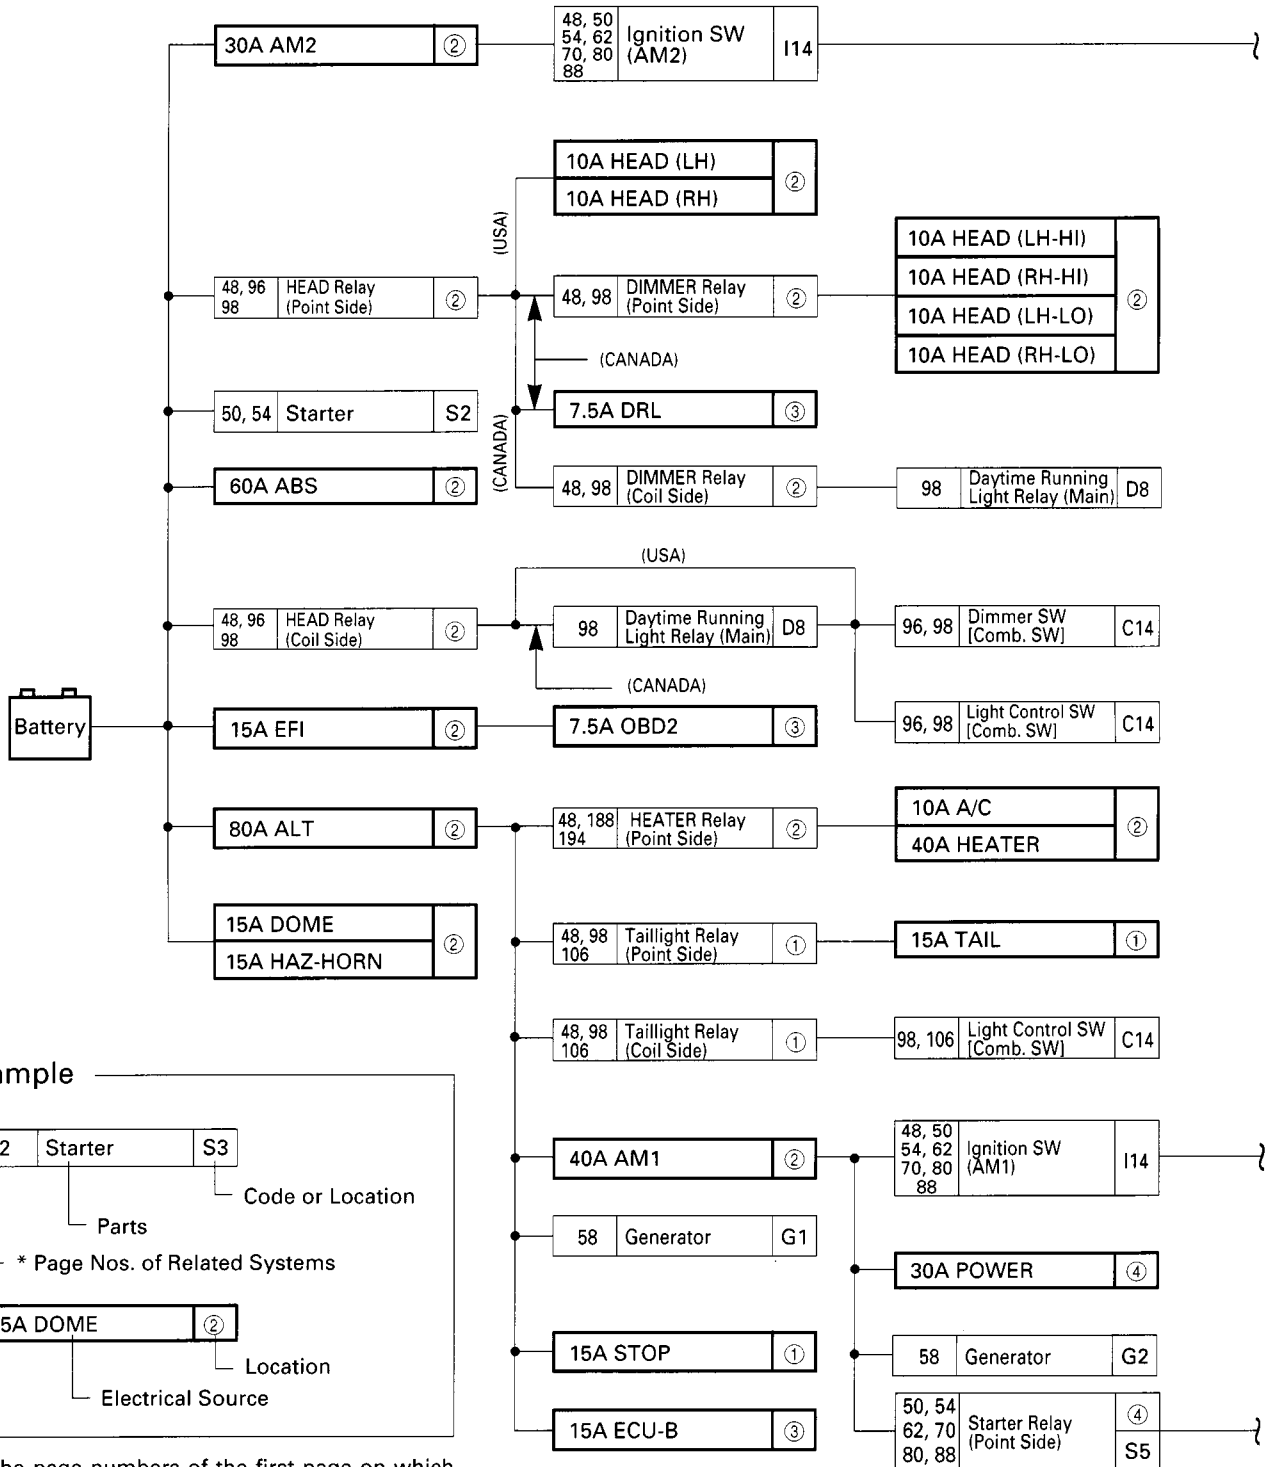 30A AM2 ②
48, 50
54, 62
70, 80
88
Ignition SW
(AM2)
I14
10A HEAD (LH)
10A HEAD (RH)
②
(USA)
48, 96
98
HEAD Relay
(Point Side)
②
48, 98
DIMMER Relay
(Point Side)
②
10A HEAD (LH-HI)
10A HEAD (RH-HI)
10A HEAD (LH-LO)
10A HEAD (RH-LO)
②
(CANADA)
50, 54 Starter S2
7.5A DRL ③
(CANADA)
60A ABS ②
48, 98
DIMMER Relay
(Coil Side)
②
98
Daytime Running
Light Relay (Main)
D8
(USA)
48, 96
98
HEAD Relay
(Coil Side)
②
98
Daytime Running
Light Relay (Main)
D8
96, 98
Dimmer SW
[Comb. SW]
C14
(CANADA)
Battery
15A EFI ②
7.5A OBD2 ③
96, 98
Light Control SW
[Comb. SW]
C14
80A ALT ②
48, 188
194
HEATER Relay
(Point Side)
②
10A A/C
40A HEATER
②
15A DOME
15A HAZ-HORN
②
48, 98
106
Taillight Relay
(Point Side)
①
15A TAIL ①
48, 98
106
Taillight Relay
(Coil Side)
①
98, 106
Light Control SW
[Comb. SW]
C14
40A AM1 ②
48, 50
54, 62
70, 80
88
Ignition SW
(AM1)
I14
58 Generator G1
30A POWER ④
15A STOP ①
58 Generator G2
15A ECU-B ③
50, 54
62, 70
80, 88
Starter Relay
(Point Side)
④
S5
ample
2 Starter S3
Code or Location
Parts
* Page Nos. of Related Systems
5A DOME ②
Location
Electrical Source
he page numbers of the first page on which